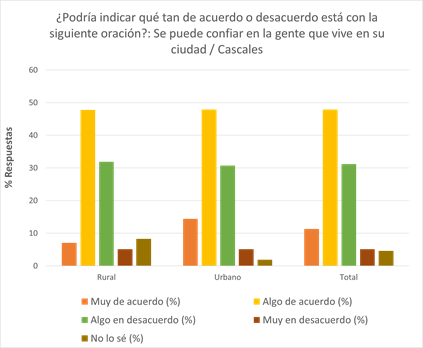 ¿Podría indicar qué tan de acuerdo o desacuerdo está con la
siguiente oración?: Se puede confiar en la gente que vive en su
ciudad / Cascales
% Respuestas
60
50
40
30
20
10
0
Rural
Urbano
Total
Muy de acuerdo (%)
Algo de acuerdo (%)
Algo en desacuerdo (%)
Muy en desacuerdo (%)
No lo sé (%)